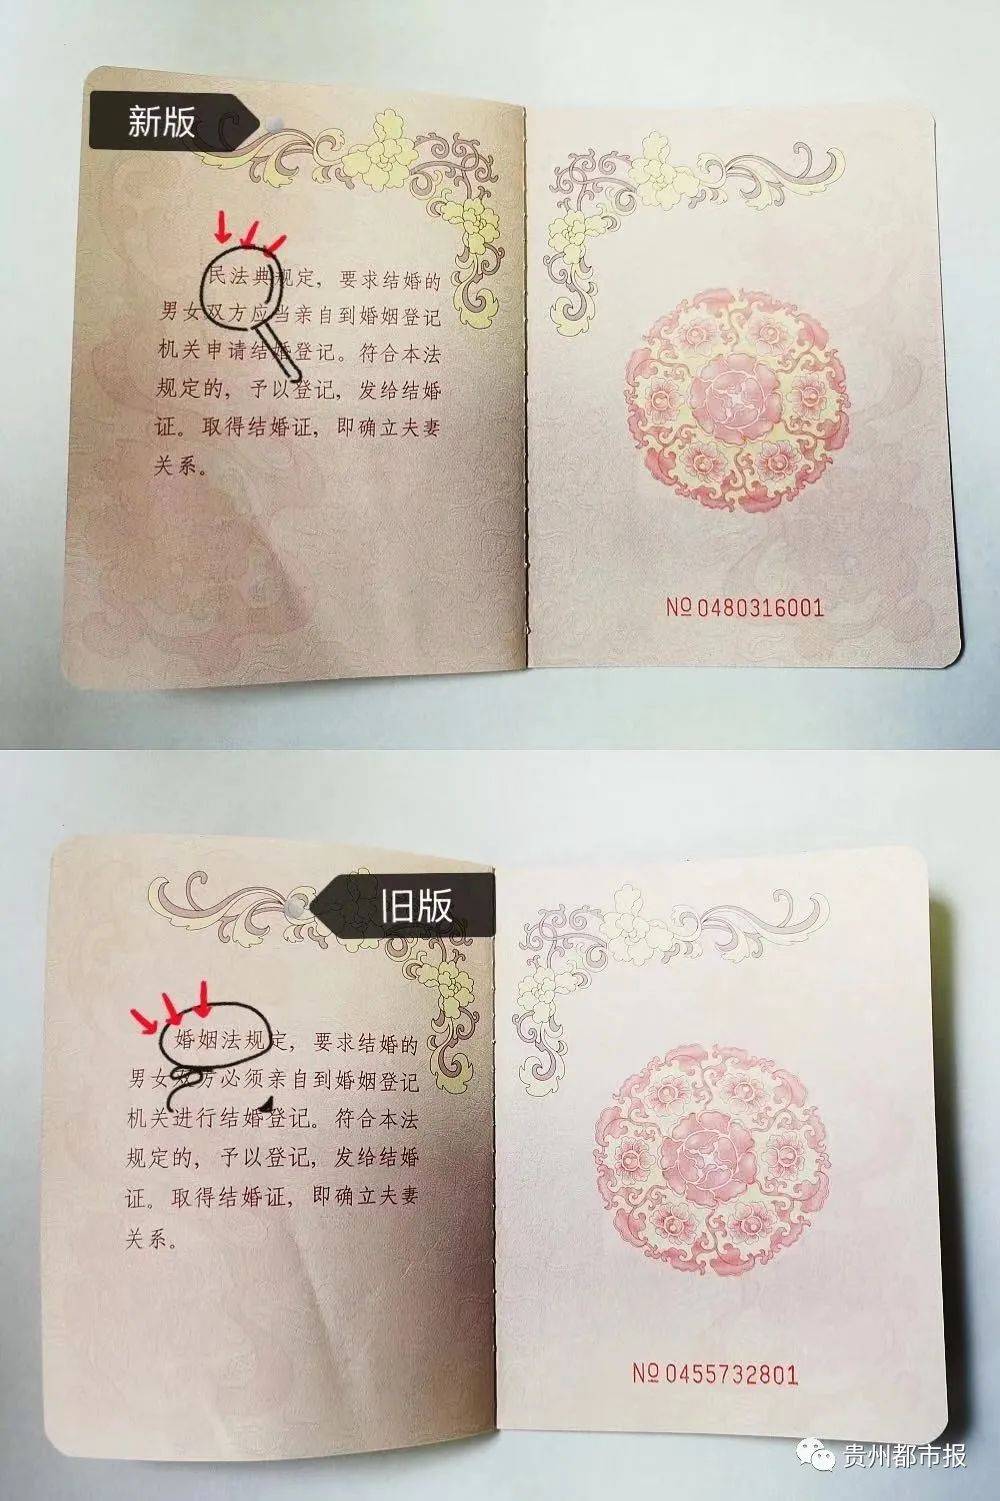 新版
民法典规定，要求结婚的
男女双方应当亲自到婚姻登记
机关申请结婚登记。符合本法
规定的，予以登记，发给结婚
证。取得结婚证，即确立夫妻
关系。
№ 0480316001
旧版
婚姻法规定，要求结婚的
男女双方必须亲自到婚姻登记
机关进行结婚登记。符合本法
规定的，予以登记，发给结婚
证。取得结婚证，即确立夫妻
关系。
№ 0455732801
贵州都市报